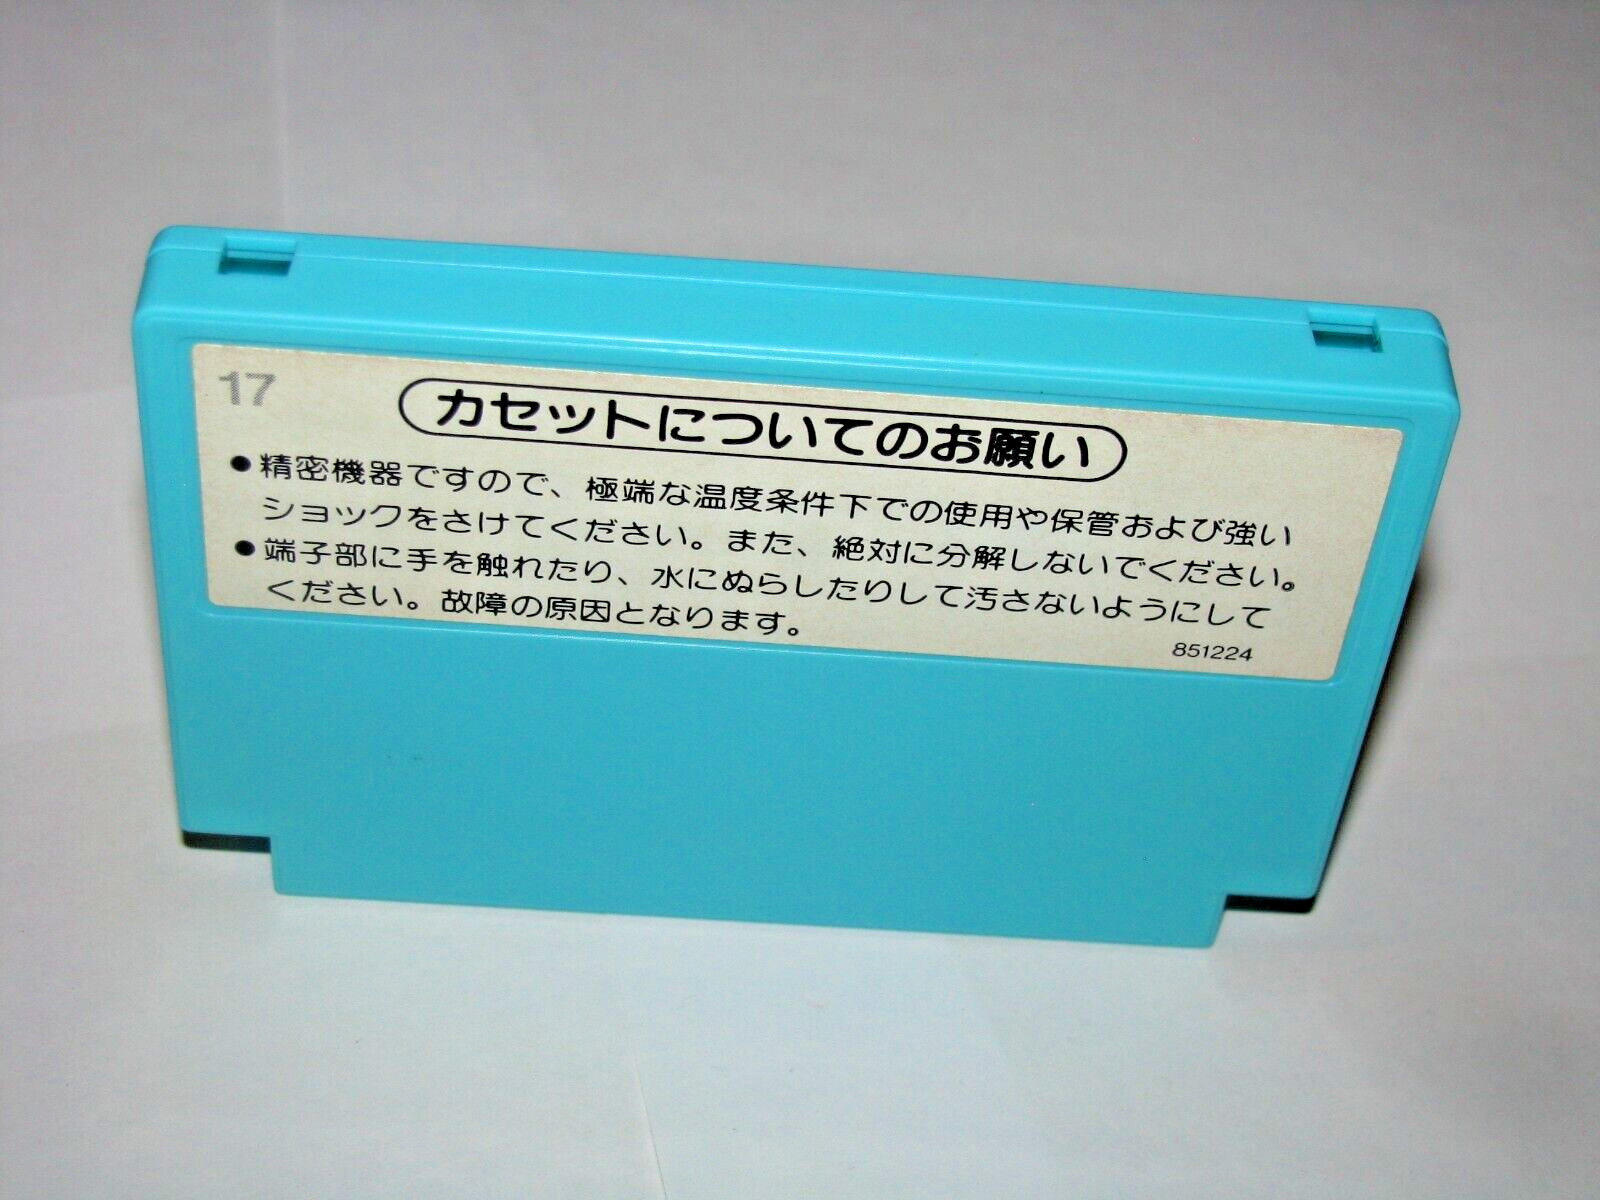 17
カセットについてのお願い
●精密機器ですので、極端な温度条件下での使用や保管および強い
ショックをさけてください。また、絶対に分解しないでください。
●端子部に手を触れたり、水にぬらしたりして汚さないようにして
ください。故障の原因となります。
851224